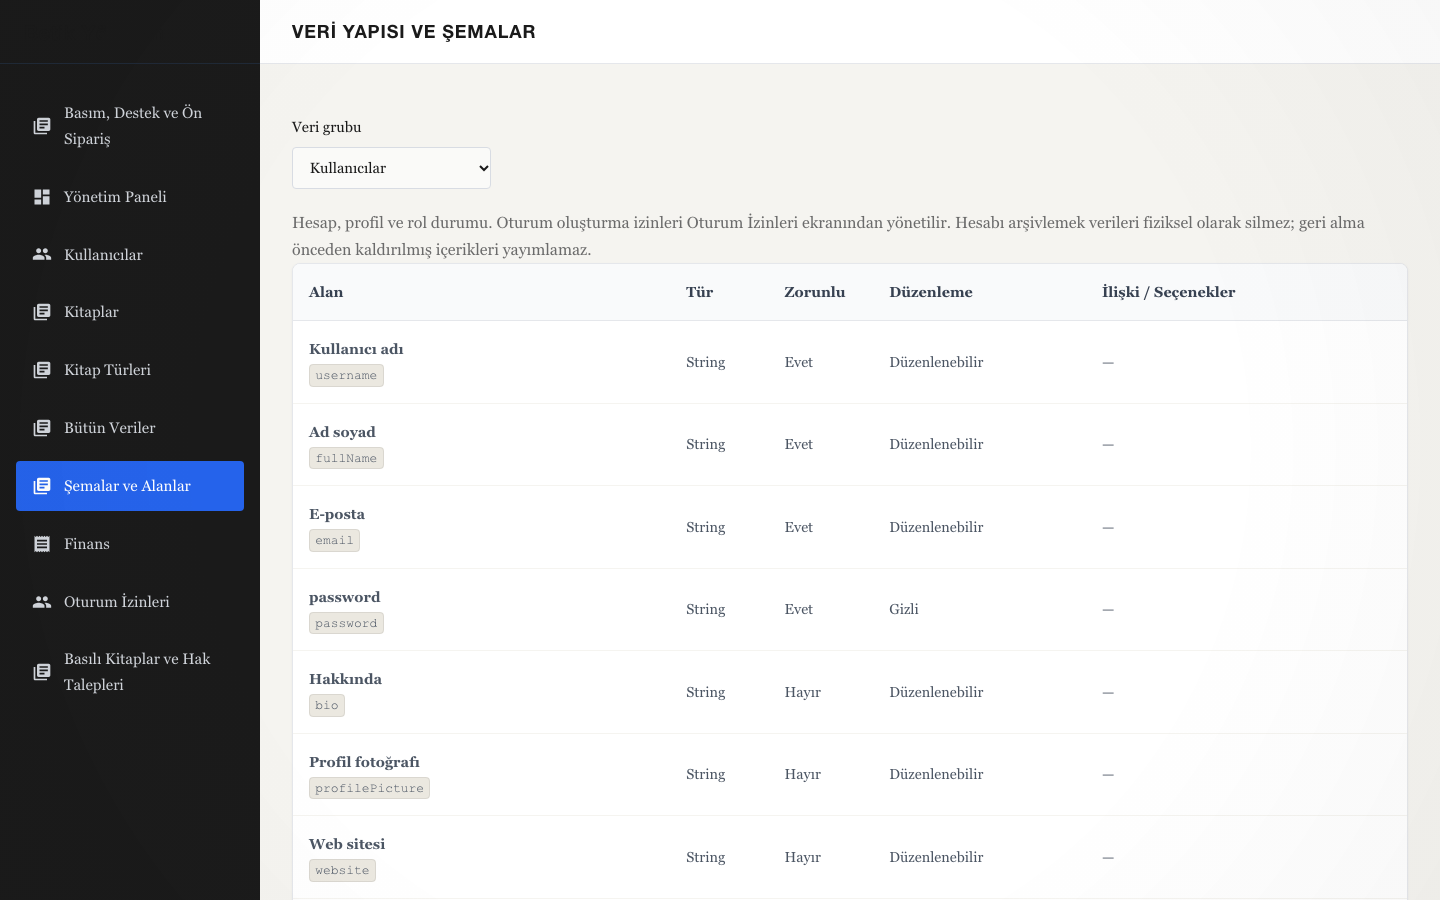 VERİ YAPISI VE ŞEMALAR
Basım, Destek ve Ön
Sipariş
Yönetim Paneli
Kullanıcılar
Kitaplar
Kitap Türleri
Bütün Veriler
Şemalar ve Alanlar
Finans
Oturum İzinleri
Basılı Kitaplar ve Hak
Talepleri
Veri grubu
Kullanıcılar
Hesap, profil ve rol durumu. Oturum oluşturma izinleri Oturum İzinleri ekranından yönetilir. Hesabı arşivlemek verileri fiziksel olarak silmez; geri alma
önceden kaldırılmış içerikleri yayımlamaz.
Alan Tür Zorunlu Düzenleme İlişki / Seçenekler
Kullanıcı adı
username
String Evet Düzenlenebilir —
Ad soyad
fullName
String Evet Düzenlenebilir —
E-posta
email
String Evet Düzenlenebilir —
password
password
String Evet Gizli —
Hakkında
bio
String Hayır Düzenlenebilir —
Profil fotoğrafı
profilePicture
String Hayır Düzenlenebilir —
Web sitesi
website
String Hayır Düzenlenebilir —